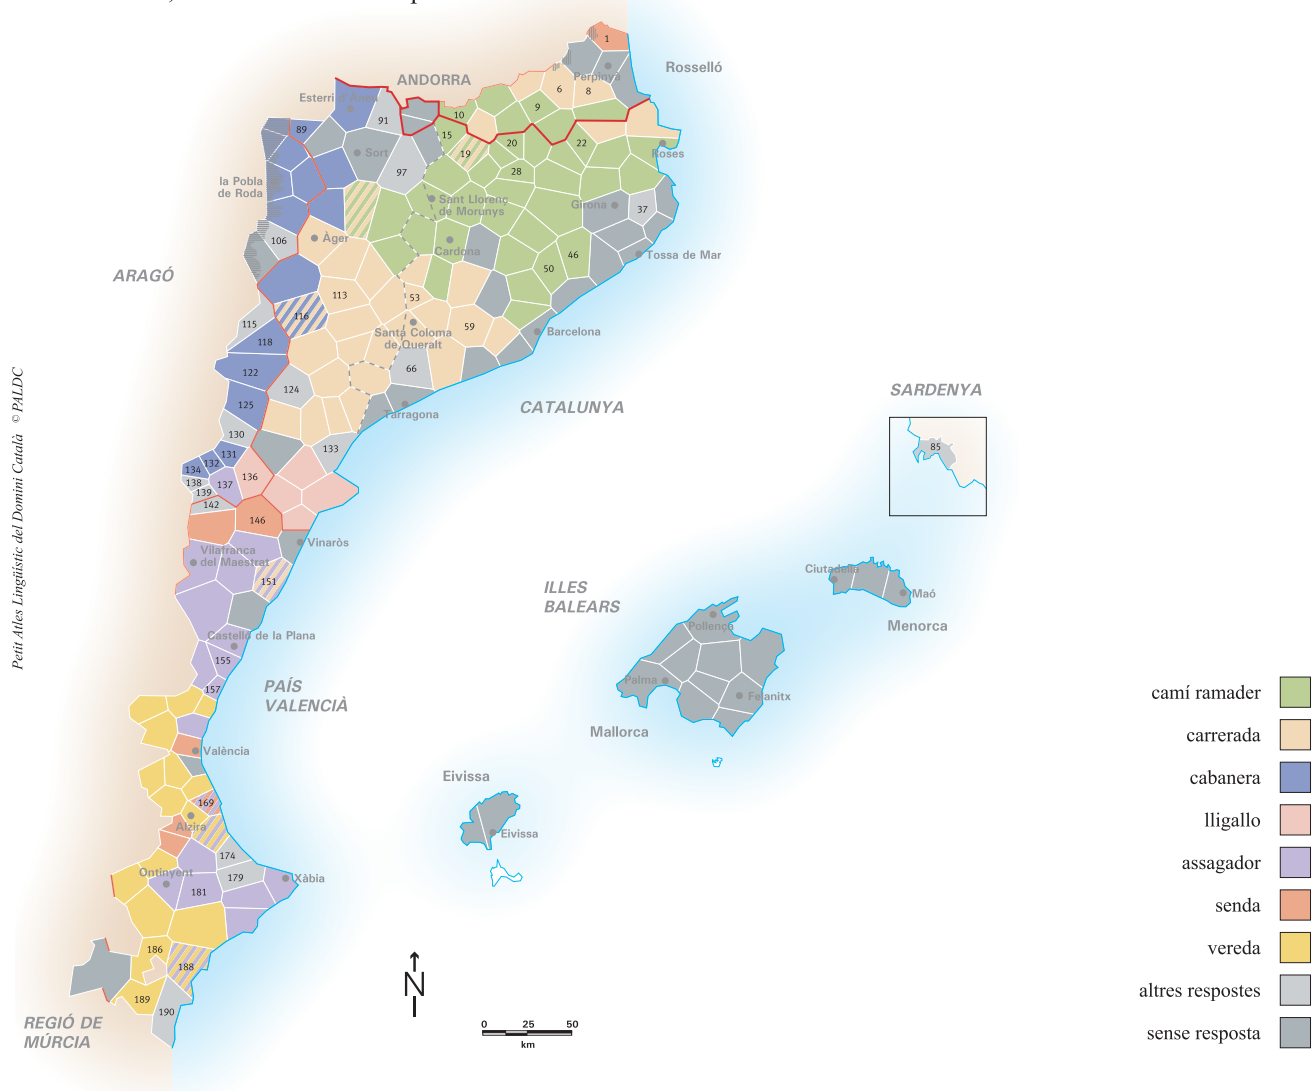 1
Rosselló
Perpinyà
ANDORRA
6
8
Esterri d'Àneu
9
10
91
89
15
20
22
Sort
19
Roses
97
28
la Pobla
de Roda
Sant Llorenç
de Morunys
Girona
37
106
Àger
Cardona
46
Tossa de Mar
50
ARAGÓ
113
53
116
115
59
Santa Coloma
de Queralt
Barcelona
118
66
122
124
SARDENYA
125
CATALUNYA
Tarragona
130
133
85
131
132
134
136
138
137
139
142
146
Vinaròs
Vilafranca
del Maestrat
151
ILLES
BALEARS
Ciutadella
Maó
Menorca
Pollença
Castelló de la Plana
155
Palma
Felanitx
157
PAÍS
VALENCIÀ
Mallorca
València
Eivissa
169
Alzira
Eivissa
174
Ontinyent
179
Xàbia
181
186
188
189
190
N
REGIÓ DE
MÚRCIA
0 25 50
km
Petit Atles Lingüístic del Domini Català © PALDC
camí ramader
carrerada
cabanera
lligallo
assagador
senda
vereda
altres respostes
sense resposta